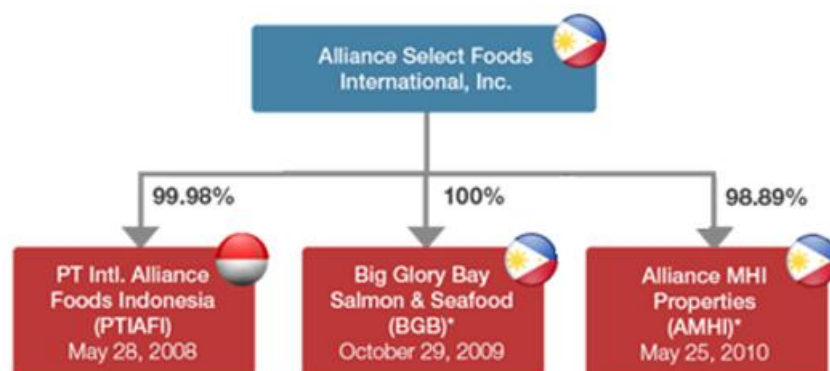 Alliance Select Foods
International, Inc.
99.98%
100%
98.89%
PT Intl. Alliance
Foods Indonesia
(PTIAFI)
May 28, 2008
Big Glory Bay
Salmon & Seafood
(BGB)*
October 29, 2009
Alliance MHI
Properties
(AMHI)*
May 25, 2010